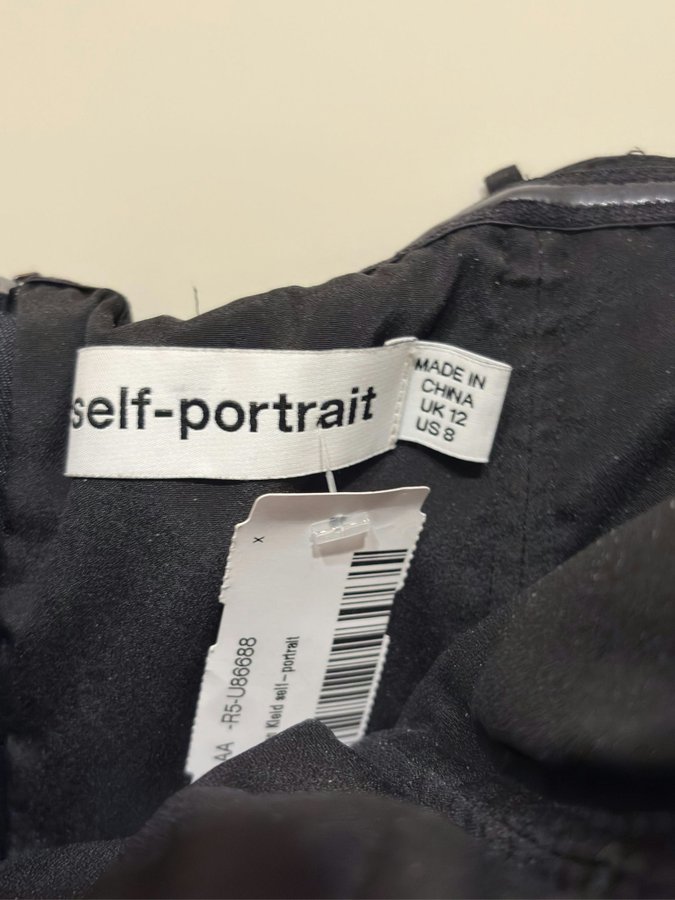 self-portrait
MADE IN
CHINA
UK 12
US 8
x
AA -R5-U86688
Kleid self-portrait